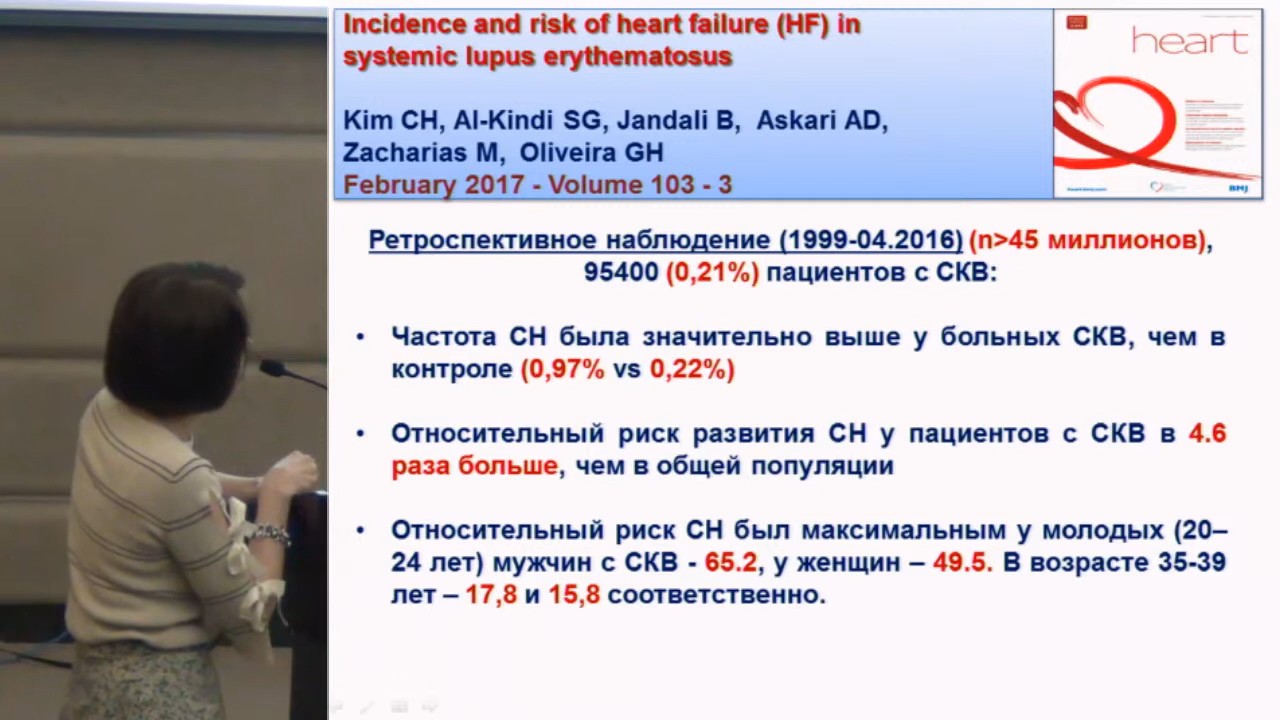 Incidence and risk of heart failure (HF) in
systemic lupus erythematosus
Kim CH, Al-Kindi SG, Jandali B, Askari AD,
Zacharias M, Oliveira GH
February 2017 - Volume 103 - 3
heart
BMJ
Ретроспективное наблюдение (1999-04.2016) (n>45 миллионов),
95400 (0,21%) пациентов с СКВ:
• Частота СН была значительно выше у больных СКВ, чем в
контроле (0,97% vs 0,22%)
• Относительный риск развития СН у пациентов с СКВ в 4.6
раза больше, чем в общей популяции
• Относительный риск СН был максимальным у молодых (20–
24 лет) мужчин с СКВ - 65.2, у женщин – 49.5. В возрасте 35-39
лет – 17,8 и 15,8 соответственно.